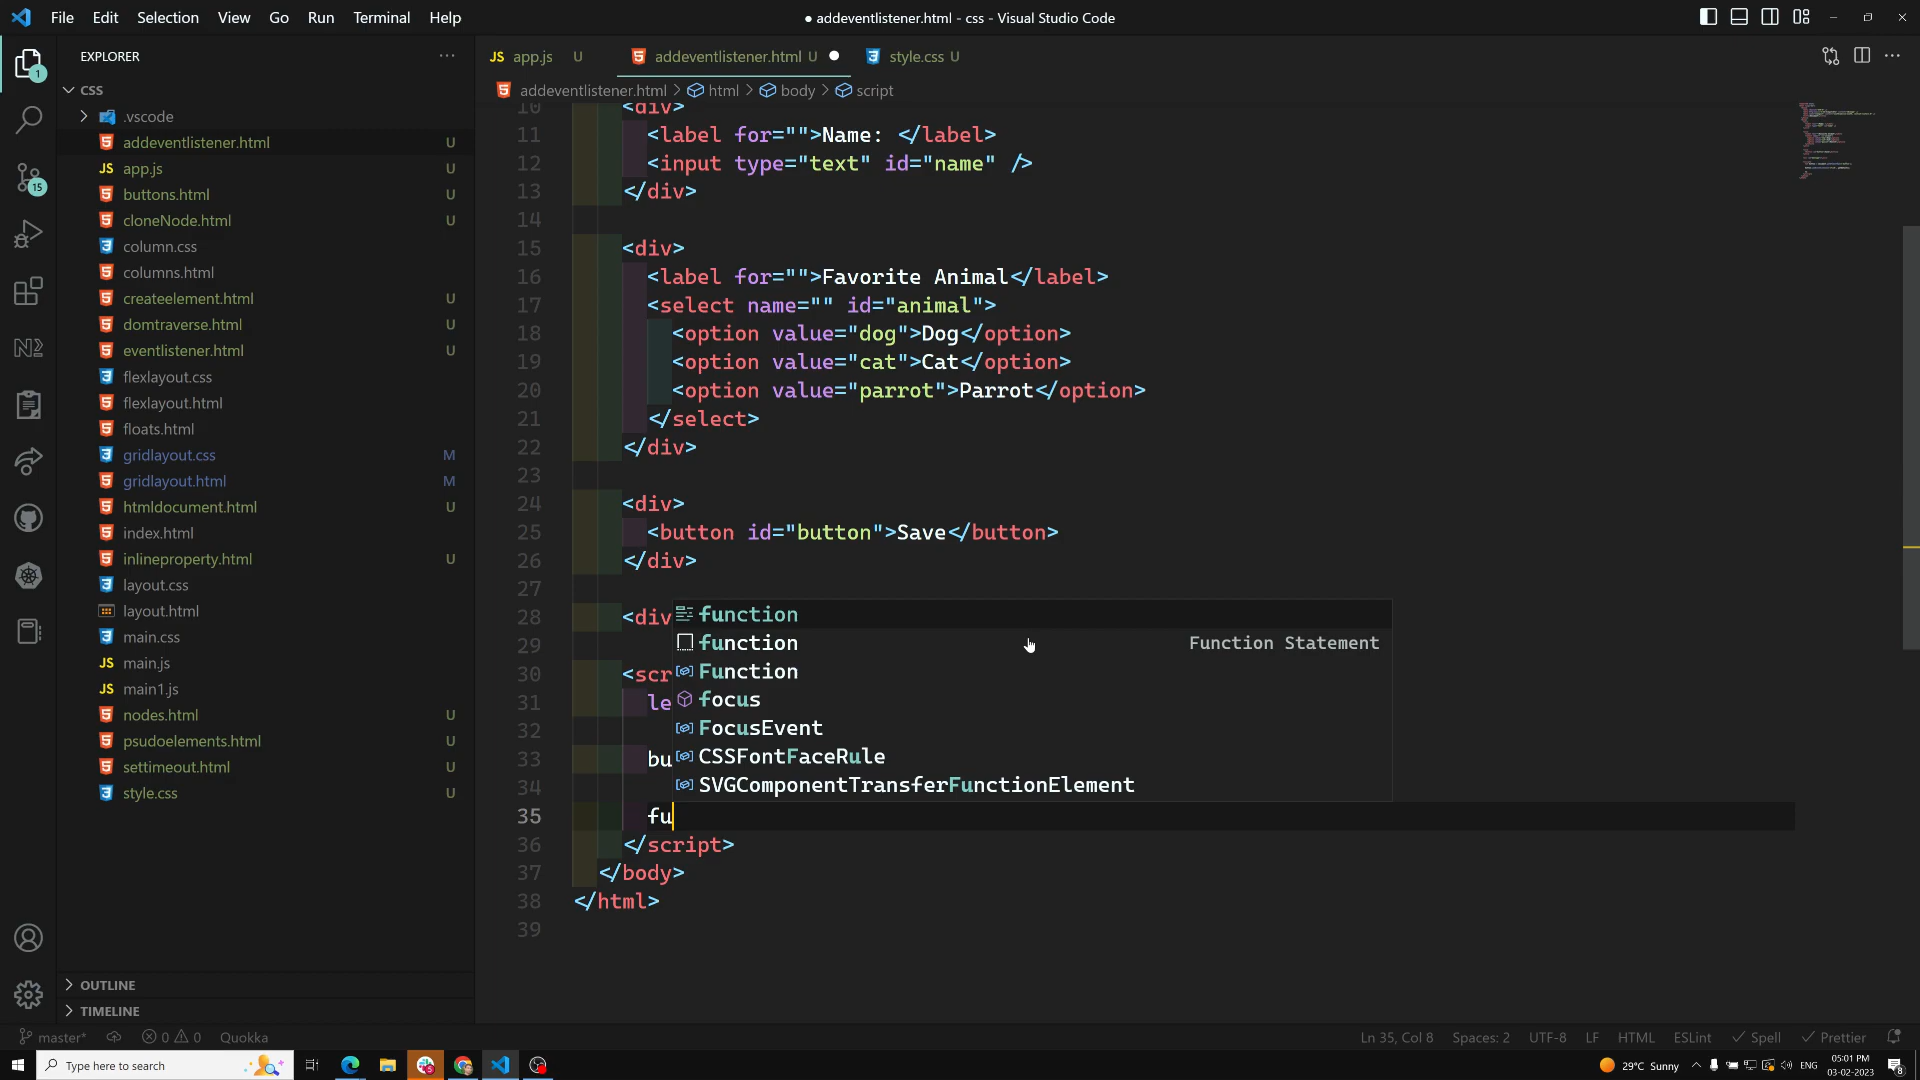 File Edit Selection View Go Run Terminal Help
● addeventlistener.html - css - Visual Studio Code
EXPLORER
CSS
.vscode
addeventlistener.html U
app.js U
buttons.html U
cloneNode.html U
column.css
columns.html
createelement.html U
domtraverse.html U
eventlistener.html U
flexlayout.css
flexlayout.html
floats.html
gridlayout.css M
gridlayout.html M
htmldocument.html U
index.html
inlineproperty.html U
layout.css
layout.html
main.css
main.js
main1.js
nodes.html U
psudoelements.html U
settimeout.html U
style.css U
OUTLINE
TIMELINE
1
15
JS app.js U addeventlistener.html U ● style.css U
addeventlistener.html > html > body > script
10 <div>
11 <label for="">Name: </label>
12 <input type="text" id="name" />
13 </div>
14
15 <div>
16 <label for="">Favorite Animal</label>
17 <select name="" id="animal">
18 <option value="dog">Dog</option>
19 <option value="cat">Cat</option>
20 <option value="parrot">Parrot</option>
21 </select>
22 </div>
23
24 <div>
25 <button id="button">Save</button>
26 </div>
27
28 <div
29
30 <scr
31 le
32
33 bu
34
35 fu
36 </script>
37 </body>
38 </html>
39
function
function Function Statement
Function
focus
FocusEvent
CSSFontFaceRule
SVGComponentTransferFunctionElement
master* 0 0 Quokka
Ln 35, Col 8 Spaces: 2 UTF-8 LF HTML ESLint Spell Prettier
Type here to search
29°C Sunny ENG 05:01 PM
03-02-2023
8